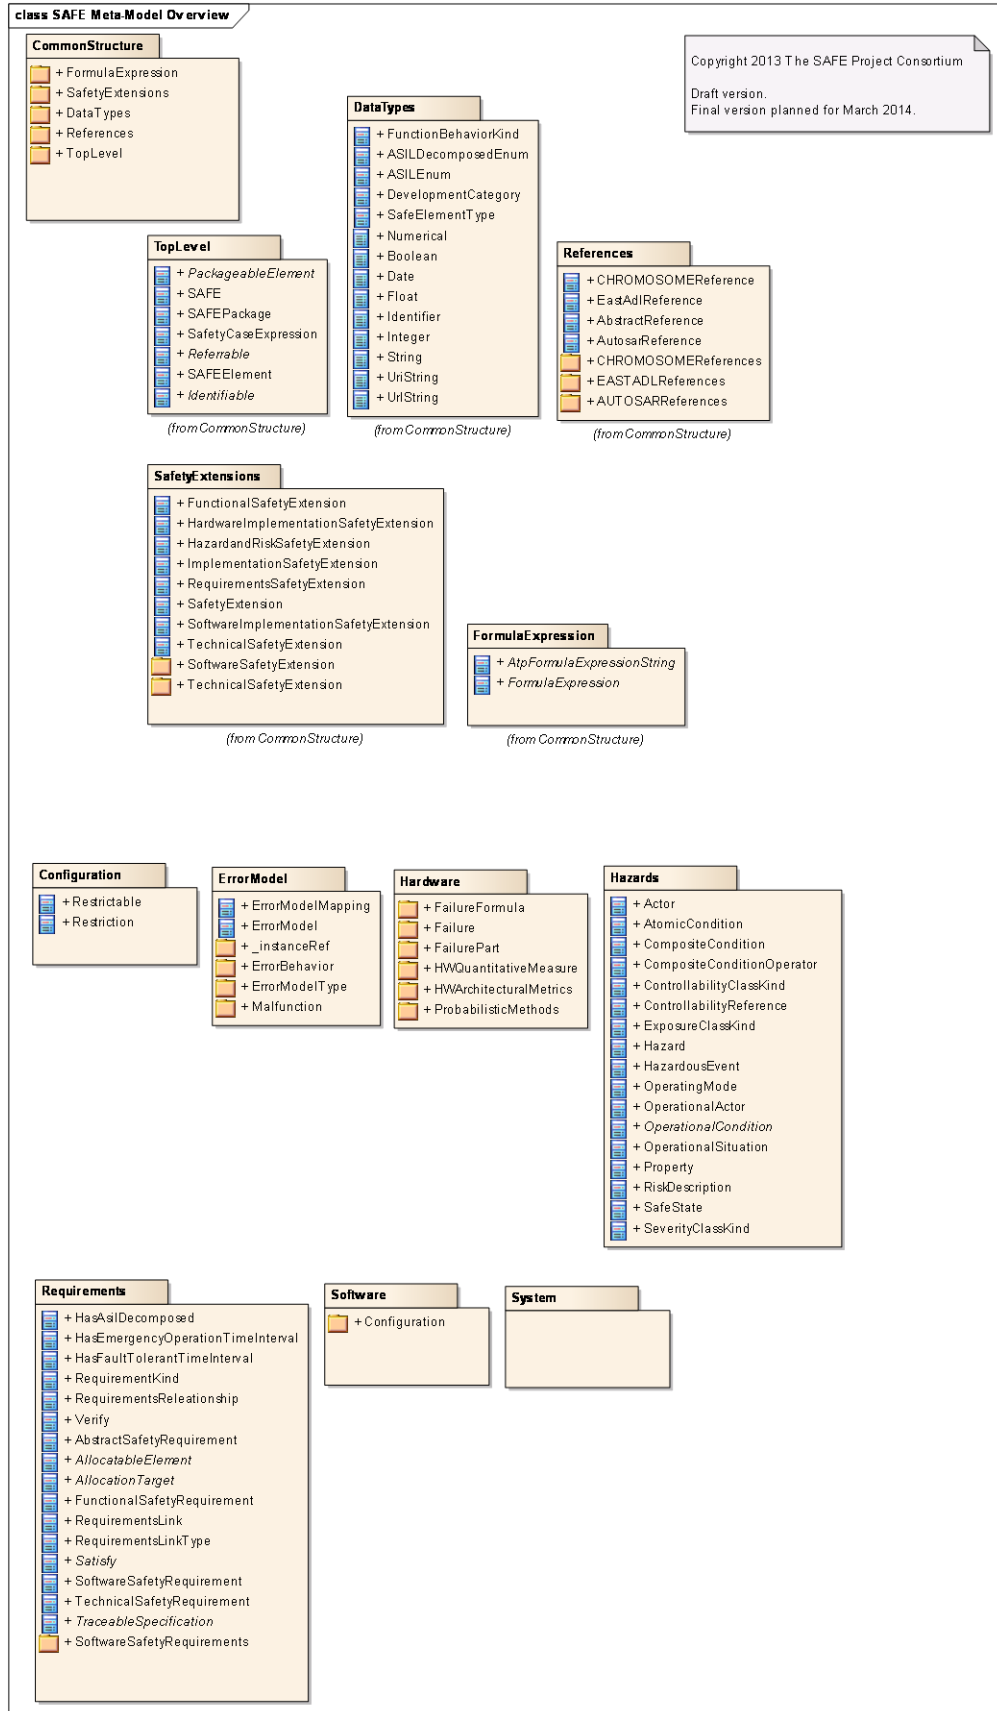 class SAFE Meta-Model Overview
CommonStructure
+ FormulaExpression
+ SafetyExtensions
+ DataTypes
+ References
+ TopLevel
Copyright 2013 The SAFE Project Consortium
Draft version.
Final version planned for March 2014.
DataTypes
+ FunctionBehaviorKind
+ ASILDecomposedEnum
+ ASILEnum
+ DevelopmentCategory
+ SafeElementType
+ Numerical
+ Boolean
+ Date
+ Float
+ Identifier
+ Integer
+ String
+ UriString
+ UrlString
(from CommonStructure)
TopLevel
+ PackageableElement
+ SAFE
+ SAFEPackage
+ SafetyCaseExpression
+ Referrable
+ SAFEElement
+ Identifiable
(from CommonStructure)
References
+ CHROMOSOMEReference
+ EastAdlReference
+ AbstractReference
+ AutosarReference
+ CHROMOSOMEReferences
+ EASTADLReferences
+ AUTOSARReferences
(from CommonStructure)
SafetyExtensions
+ FunctionalSafetyExtension
+ HardwareImplementationSafetyExtension
+ HazardandRiskSafetyExtension
+ ImplementationSafetyExtension
+ RequirementsSafetyExtension
+ SafetyExtension
+ SoftwareImplementationSafetyExtension
+ TechnicalSafetyExtension
+ SoftwareSafetyExtension
+ TechnicalSafetyExtension
(from CommonStructure)
FormulaExpression
+ AtpFormulaExpressionString
+ FormulaExpression
(from CommonStructure)
Configuration
+ Restrictable
+ Restriction
ErrorModel
+ ErrorModelMapping
+ ErrorModel
+ _instanceRef
+ ErrorBehavior
+ ErrorModelType
+ Malfunction
Hardware
+ FailureFormula
+ Failure
+ FailurePart
+ HWQuantitativeMeasure
+ HWArchitecturalMetrics
+ ProbabilisticMethods
Hazards
+ Actor
+ AtomicCondition
+ CompositeCondition
+ CompositeConditionOperator
+ ControllabilityClassKind
+ ControllabilityReference
+ ExposureClassKind
+ Hazard
+ HazardousEvent
+ OperatingMode
+ OperationalActor
+ OperationalCondition
+ OperationalSituation
+ Property
+ RiskDescription
+ SafeState
+ SeverityClassKind
Requirements
+ HasAsilDecomposed
+ HasEmergencyOperationTimeInterval
+ HasFaultTolerantTimeInterval
+ RequirementKind
+ RequirementsReleationship
+ Verify
+ AbstractSafetyRequirement
+ AllocatableElement
+ AllocationTarget
+ FunctionalSafetyRequirement
+ RequirementsLink
+ RequirementsLinkType
+ Satisfy
+ SoftwareSafetyRequirement
+ TechnicalSafetyRequirement
+ TraceableSpecification
+ SoftwareSafetyRequirements
Software
+ Configuration
System